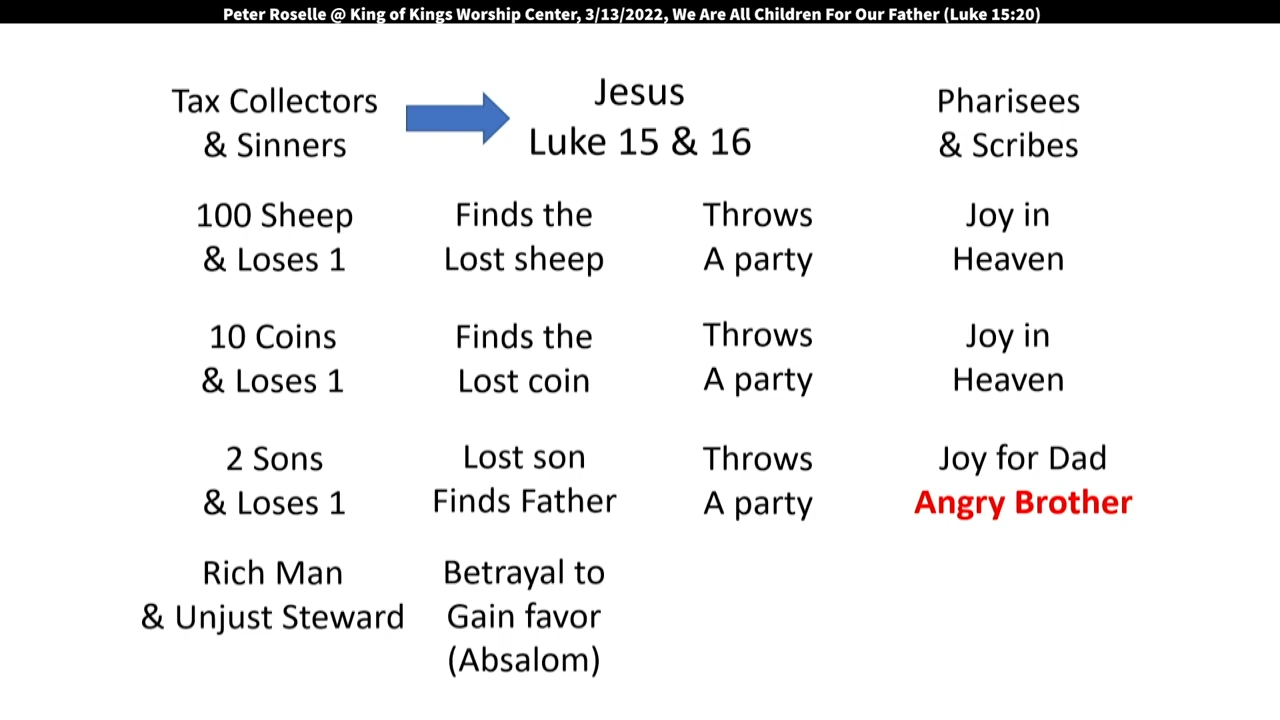 Peter Roselle @ King of Kings Worship Center, 3/13/2022, We Are All Children For Our Father (Luke 15:20)
Tax Collectors
& Sinners
Jesus
Luke 15 & 16
Pharisees
& Scribes
100 Sheep
& Loses 1
Finds the
Lost sheep
Throws
A party
Joy in
Heaven
10 Coins
& Loses 1
Finds the
Lost coin
Throws
A party
Joy in
Heaven
2 Sons
& Loses 1
Lost son
Finds Father
Throws
A party
Joy for Dad
Angry Brother
Rich Man
& Unjust Steward
Betrayal to
Gain favor
(Absalom)